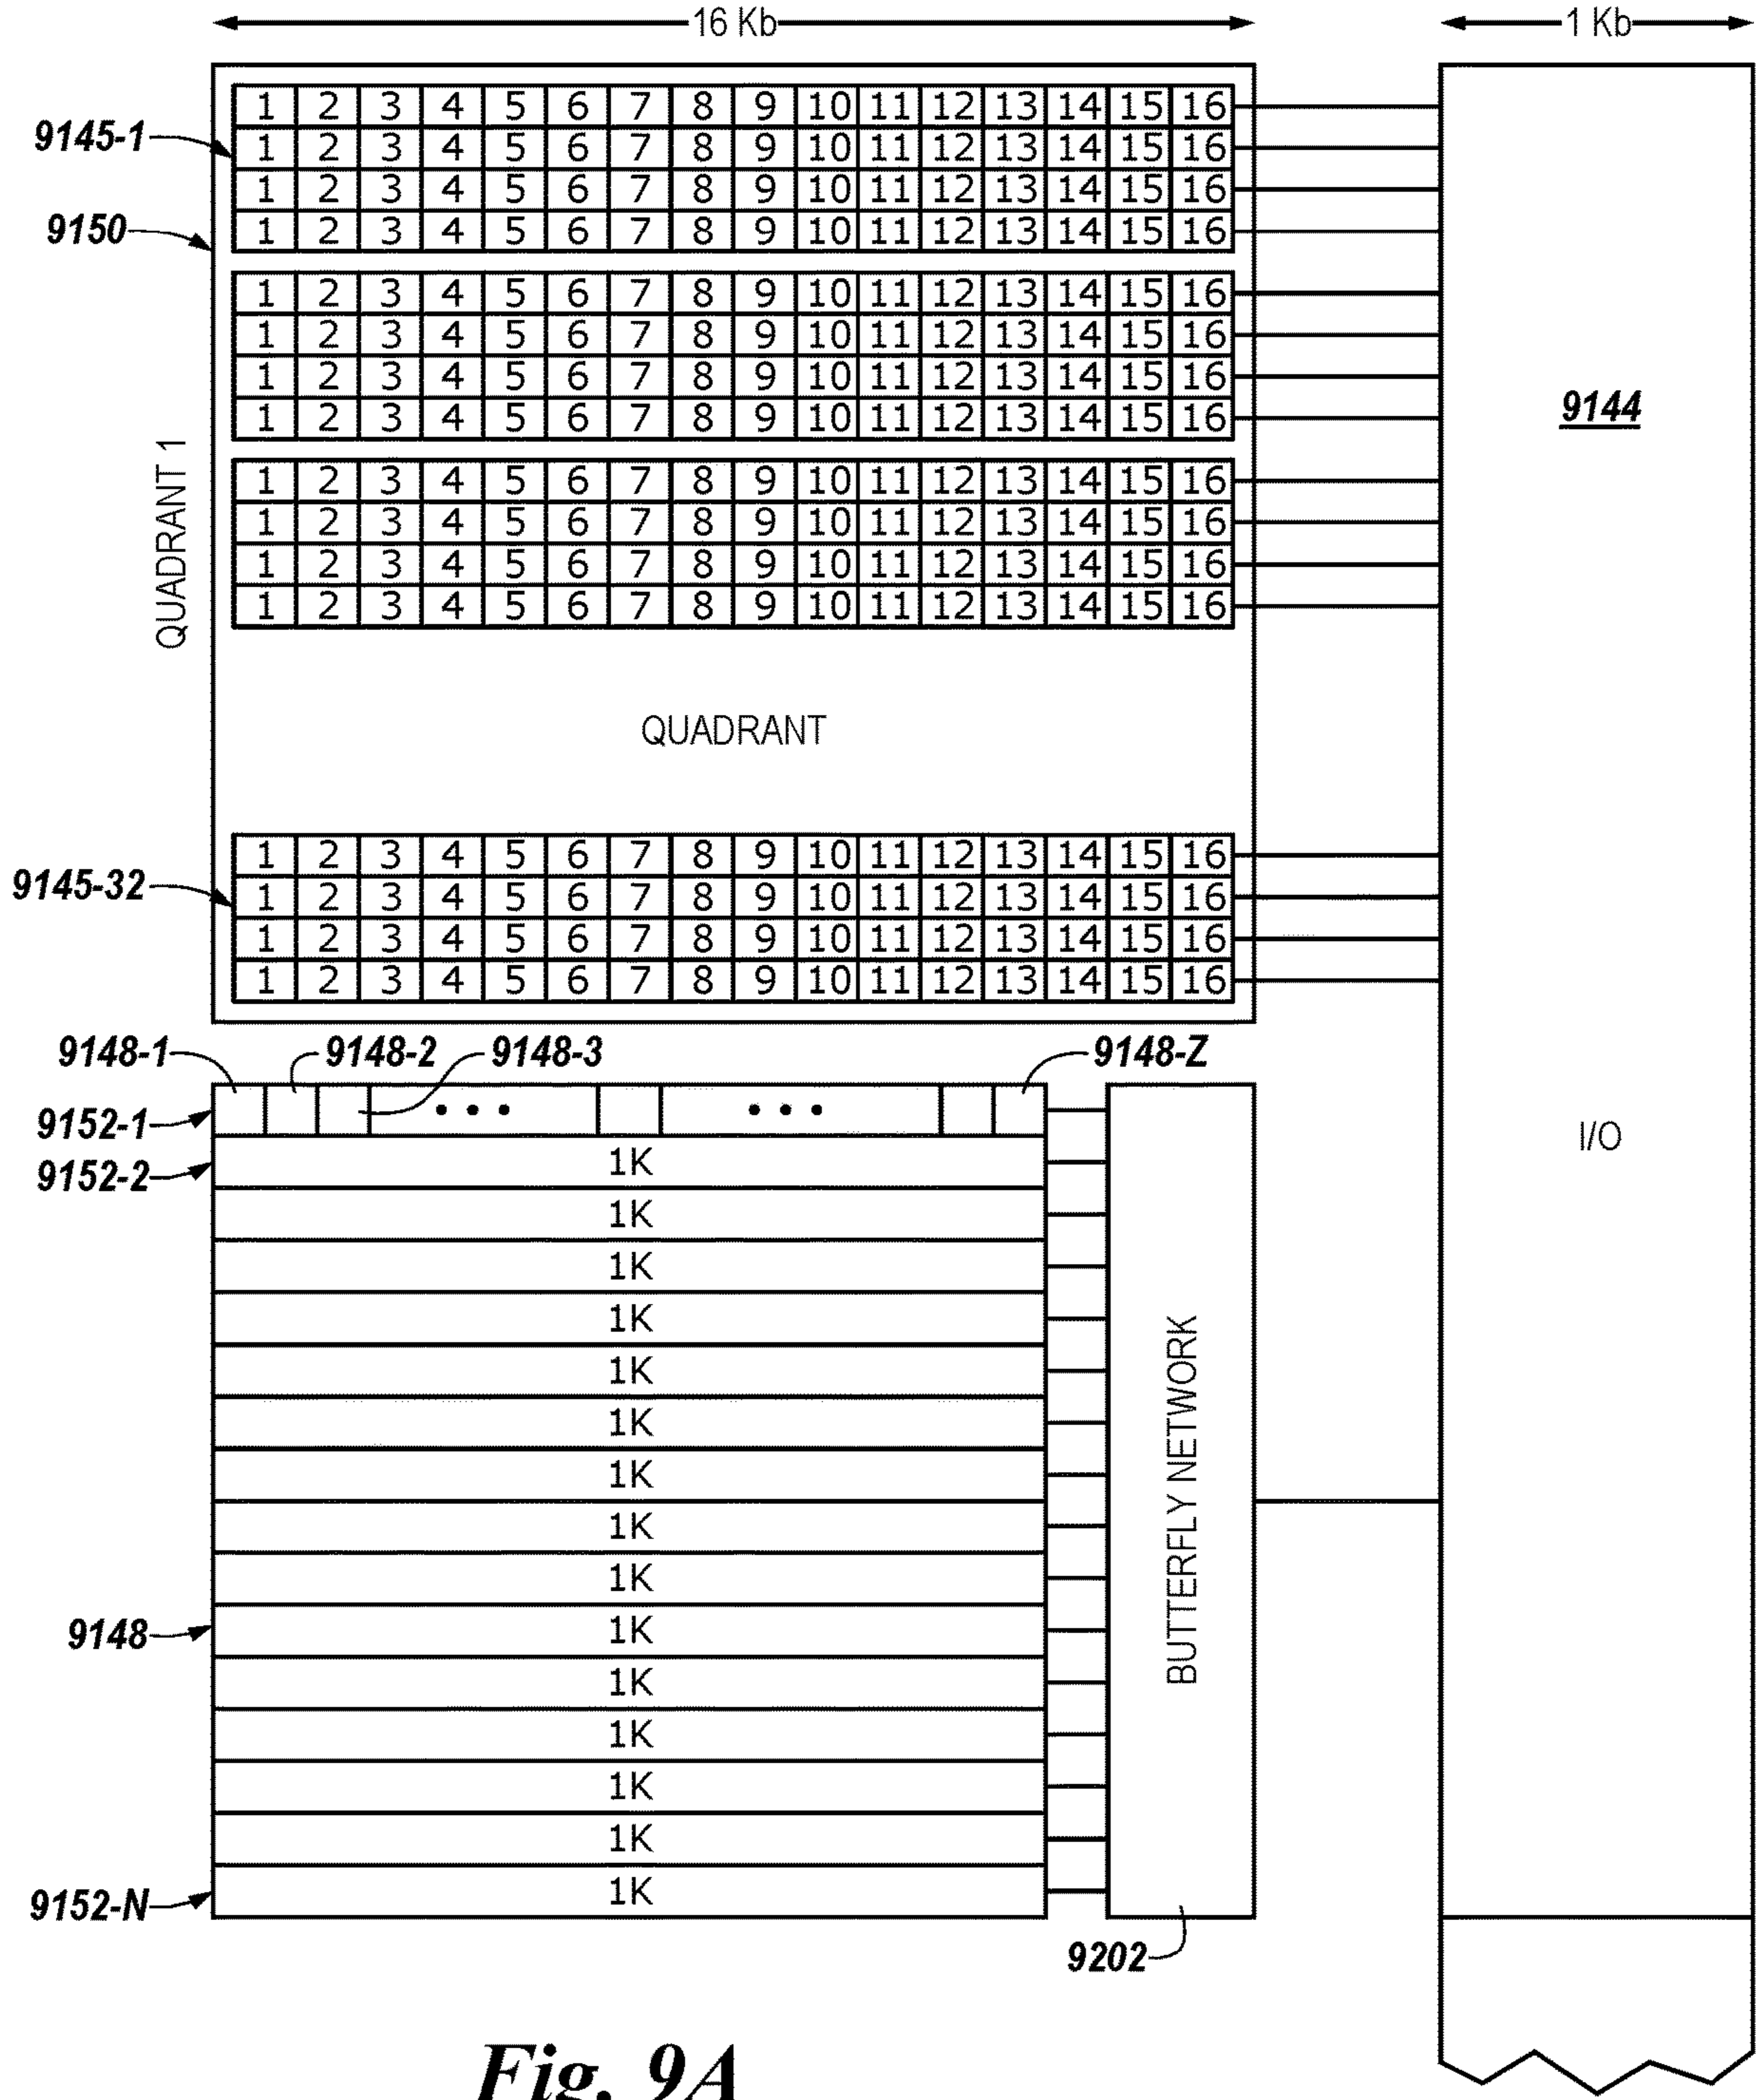 16 Kb 1 Kb
1 2 3 4 5 6 7 8 9 10 11 12 13 14 15 16
9145-1
1 2 3 4 5 6 7 8 9 10 11 12 13 14 15 16
1 2 3 4 5 6 7 8 9 10 11 12 13 14 15 16
9150
1 2 3 4 5 6 7 8 9 10 11 12 13 14 15 16
1 2 3 4 5 6 7 8 9 10 11 12 13 14 15 16
1 2 3 4 5 6 7 8 9 10 11 12 13 14 15 16
1 2 3 4 5 6 7 8 9 10 11 12 13 14 15 16
9144
1 2 3 4 5 6 7 8 9 10 11 12 13 14 15 16
1 2 3 4 5 6 7 8 9 10 11 12 13 14 15 16
1 2 3 4 5 6 7 8 9 10 11 12 13 14 15 16
QUADRANT 1
1 2 3 4 5 6 7 8 9 10 11 12 13 14 15 16
1 2 3 4 5 6 7 8 9 10 11 12 13 14 15 16
QUADRANT
1 2 3 4 5 6 7 8 9 10 11 12 13 14 15 16
9145-32
1 2 3 4 5 6 7 8 9 10 11 12 13 14 15 16
1 2 3 4 5 6 7 8 9 10 11 12 13 14 15 16
1 2 3 4 5 6 7 8 9 10 11 12 13 14 15 16
9148-1 9148-2 9148-3 9148-Z
9152-1 • • • • • •
I/O
9152-2 1K
1K
1K
1K
1K
1K
1K
BUTTERFLY NETWORK
1K
1K
9148 1K
1K
1K
1K
1K
9152-N 1K
9202
Fig. 9A